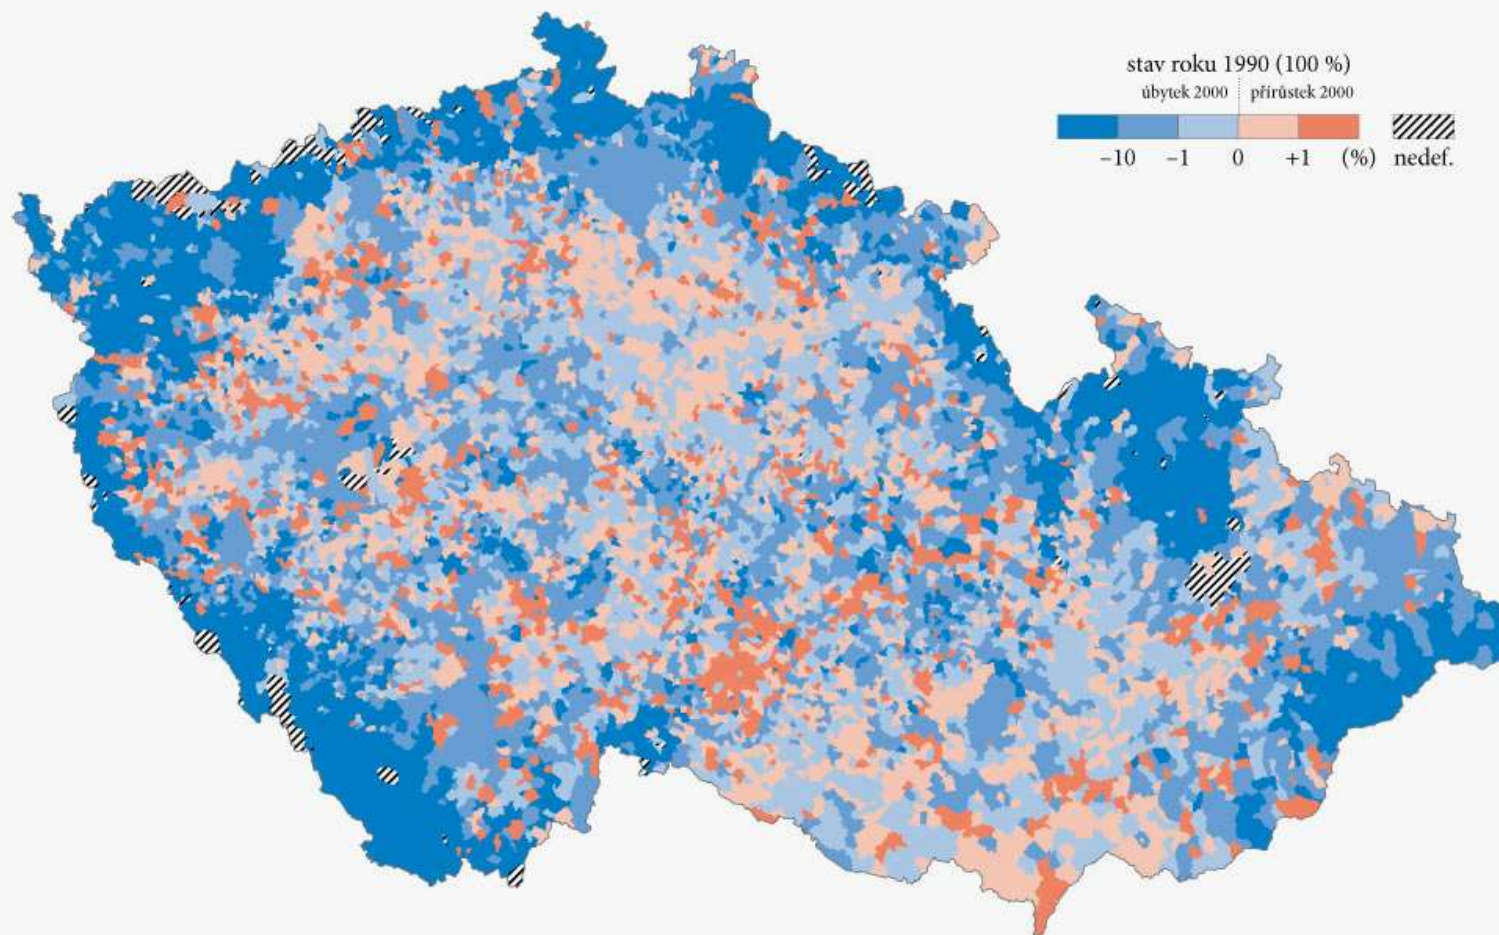 stav roku 1990 (100 %)
úbytek 2000 přírůstek 2000
–10 –1 0 +1 (%) nedef.